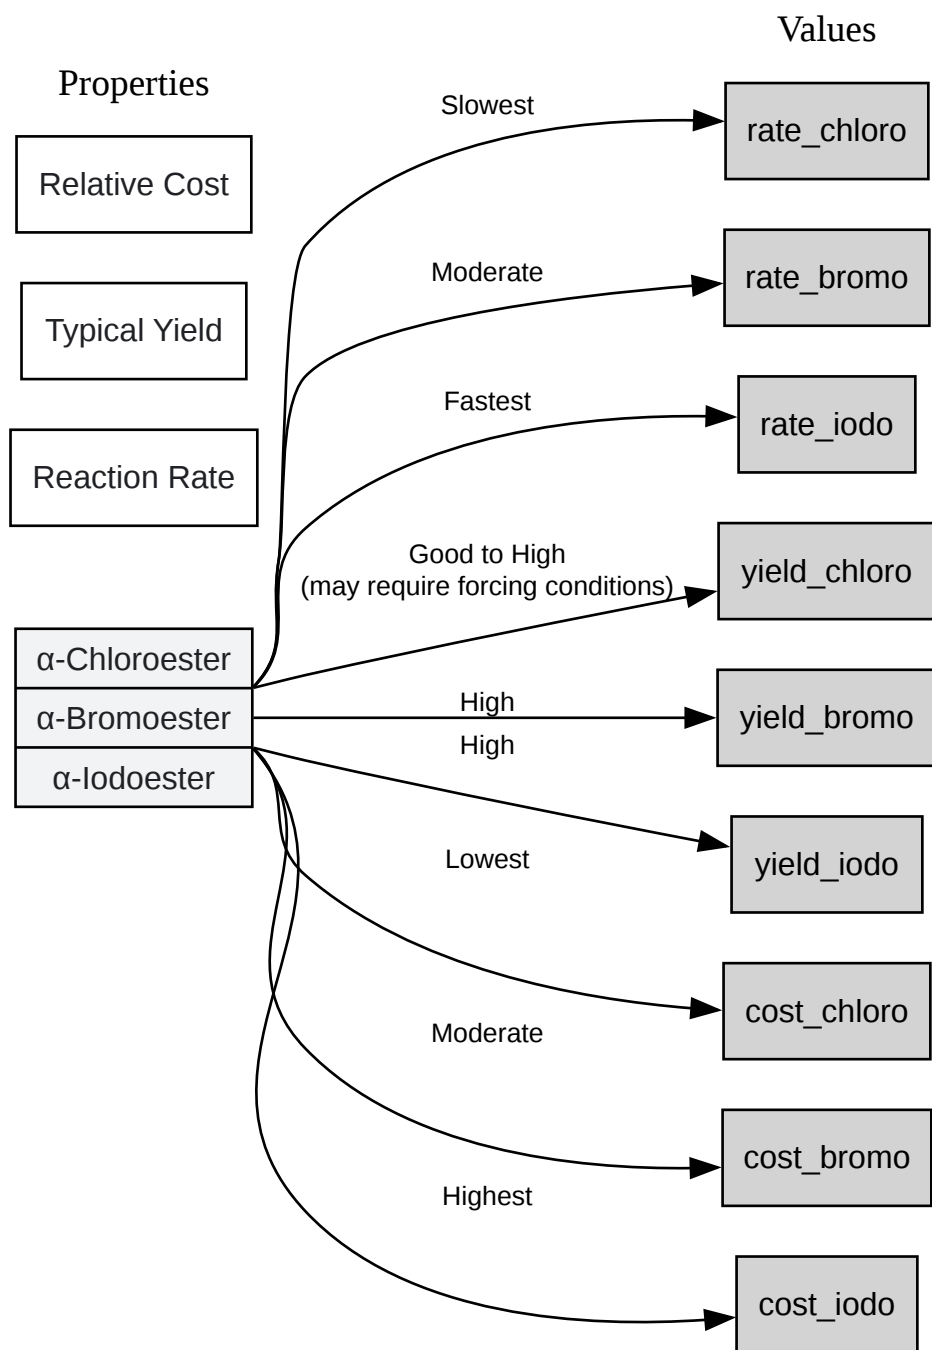 Values
Properties
Slowest
rate_chloro
Relative Cost
Moderate
rate_bromo
Typical Yield
Fastest
rate_iodo
Reaction Rate
Good to High
(may require forcing conditions)
yield_chloro
α-Chloroester
α-Bromoester
α-Iodoester
High
yield_bromo
High
Lowest
yield_iodo
cost_chloro
Moderate
cost_bromo
Highest
cost_iodo